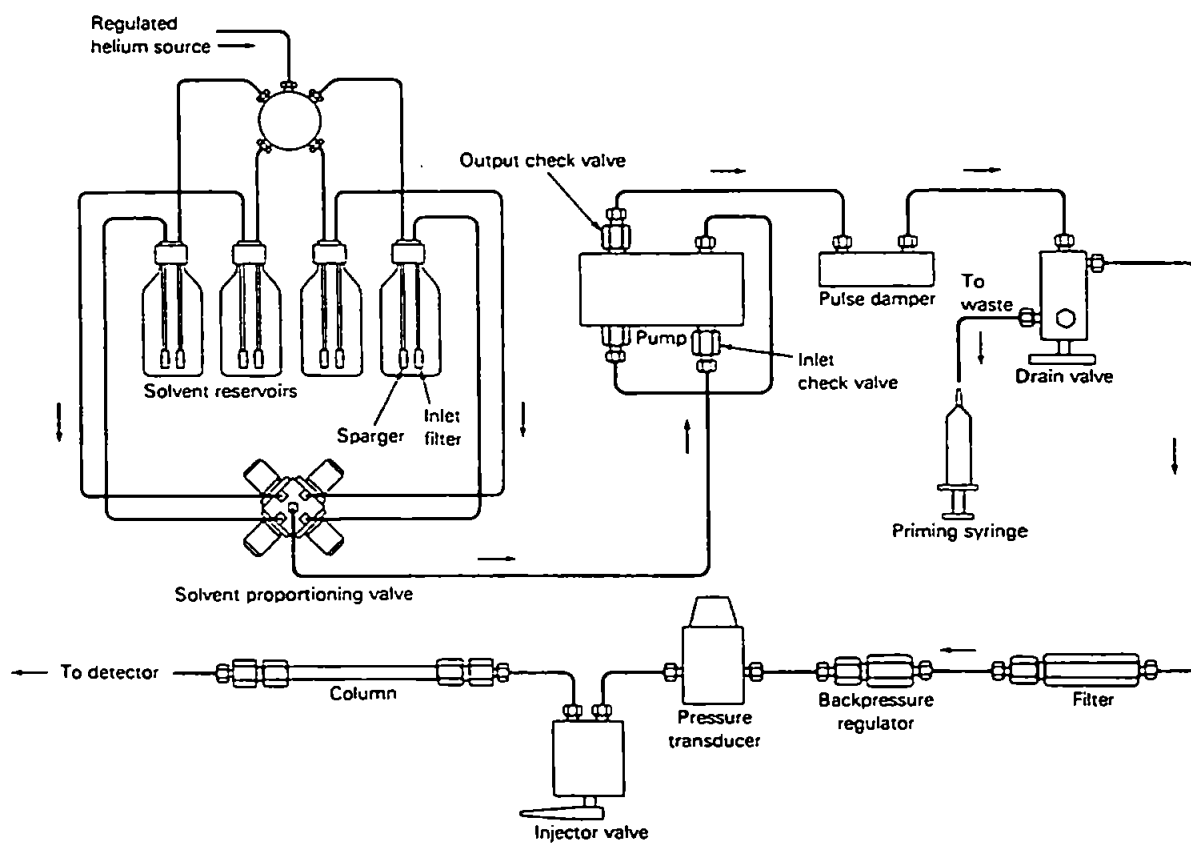 Regulated
helium source
Output check valve
Pulse damper
To
waste
Pump
Inlet
check valve
Drain valve
Solvent reservoirs
Sparger
Inlet
filter
Priming syringe
Solvent proportioning valve
To detector
Column
Pressure
transducer
Backpressure
regulator
Filter
Injector valve